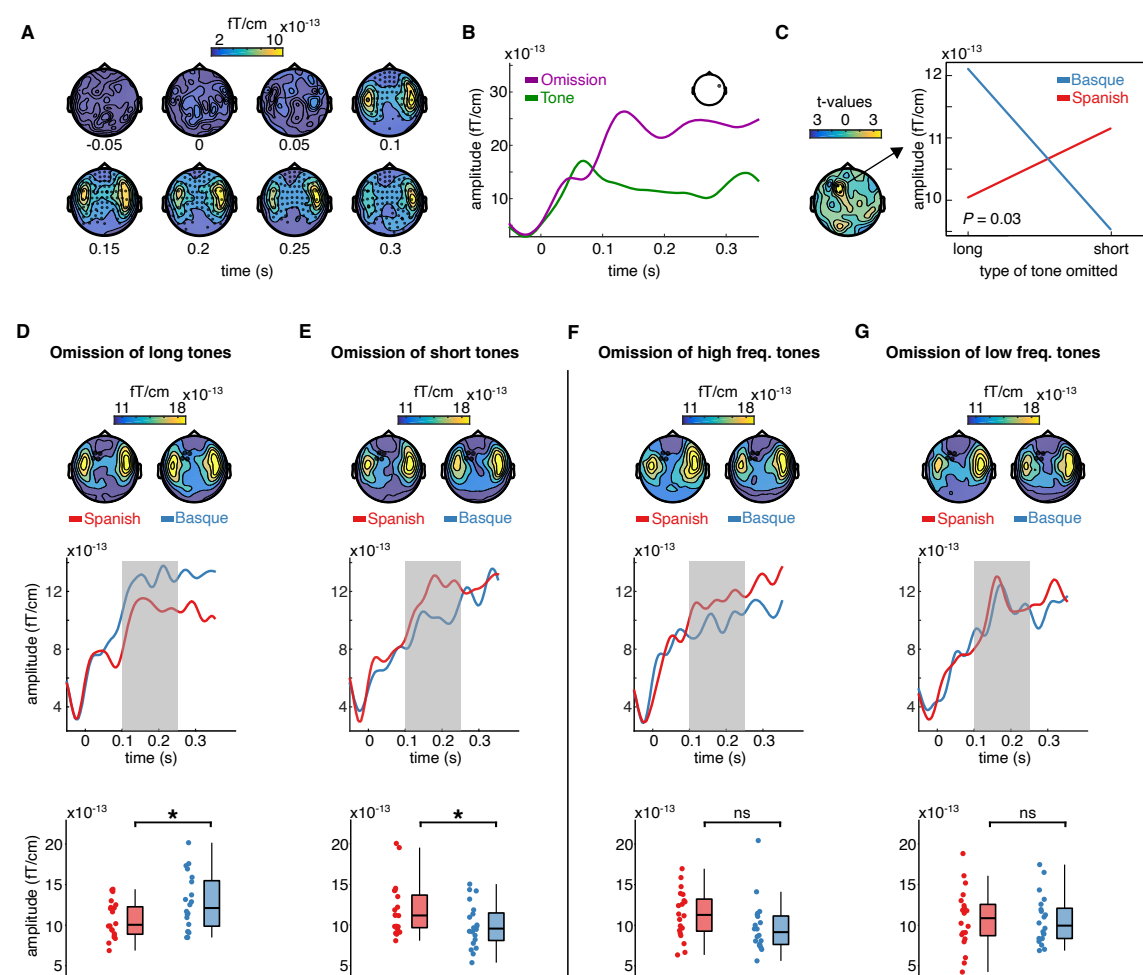 A
fT/cm x10-13
2 10
-0.05 0 0.05 0.1
0.15 0.2 0.25 0.3
time (s)
B
x10-13
Omission
Tone
30
20
10
amplitude (fT/cm)
0 0.1 0.2 0.3
time (s)
C
t-values
3 0 3
x10-13
Basque
Spanish
12
11
10
amplitude (fT/cm)
P = 0.03
long short
type of tone omitted
D
Omission of long tones
fT/cm x10-13
11 18
Spanish Basque
x10-13
12
8
4
amplitude (fT/cm)
0 0.1 0.2 0.3
time (s)
x10-13
*
20
15
10
5
amplitude (fT/cm)
E
Omission of short tones
fT/cm x10-13
11 18
Spanish Basque
x10-13
12
8
4
0 0.1 0.2 0.3
time (s)
x10-13
*
20
15
10
5
F
Omission of high freq. tones
fT/cm x10-13
11 18
Spanish Basque
x10-13
12
8
4
0 0.1 0.2 0.3
time (s)
x10-13
ns
20
15
10
5
G
Omission of low freq. tones
fT/cm x10-13
11 18
Spanish Basque
x10-13
12
8
4
0 0.1 0.2 0.3
time (s)
x10-13
ns
20
15
10
5